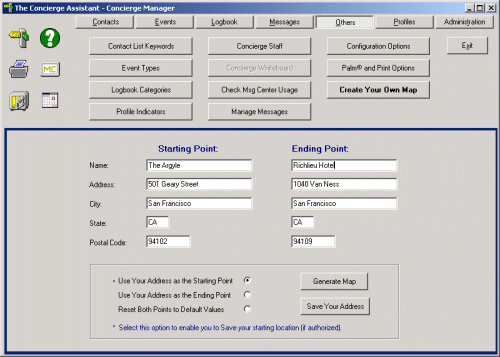 The Concierge Assistant - Concierge Manager
Contacts Events Logbook Messages Others Profiles Administration
Contact List Keywords Concierge Staff Configuration Options Exit
Event Types Concierge Whiteboard Palm® and Print Options
MC
Logbook Categories Check Msg Center Usage Create Your Own Map
Profile Indicators Manage Messages
Starting Point: Ending Point:
Name: The Argyle Richlieu Hotel
Address: 501 Geary Street 1040 Van Ness
City: San Francisco San Francisco
State: CA CA
Postal Code: 94102 94109
* Use Your Address as the Starting Point Generate Map
Use Your Address as the Ending Point
Reset Both Points to Default Values Save Your Address
* Select this option to enable you to Save your starting location (if authorized).